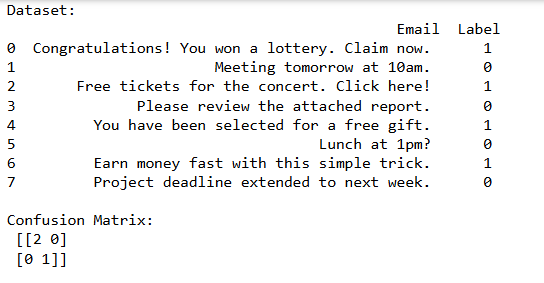 Dataset:
Email Label
0 Congratulations! You won a lottery. Claim now. 1
1 Meeting tomorrow at 10am. 0
2 Free tickets for the concert. Click here! 1
3 Please review the attached report. 0
4 You have been selected for a free gift. 1
5 Lunch at 1pm? 0
6 Earn money fast with this simple trick. 1
7 Project deadline extended to next week. 0
Confusion Matrix:
[[2 0]
[0 1]]